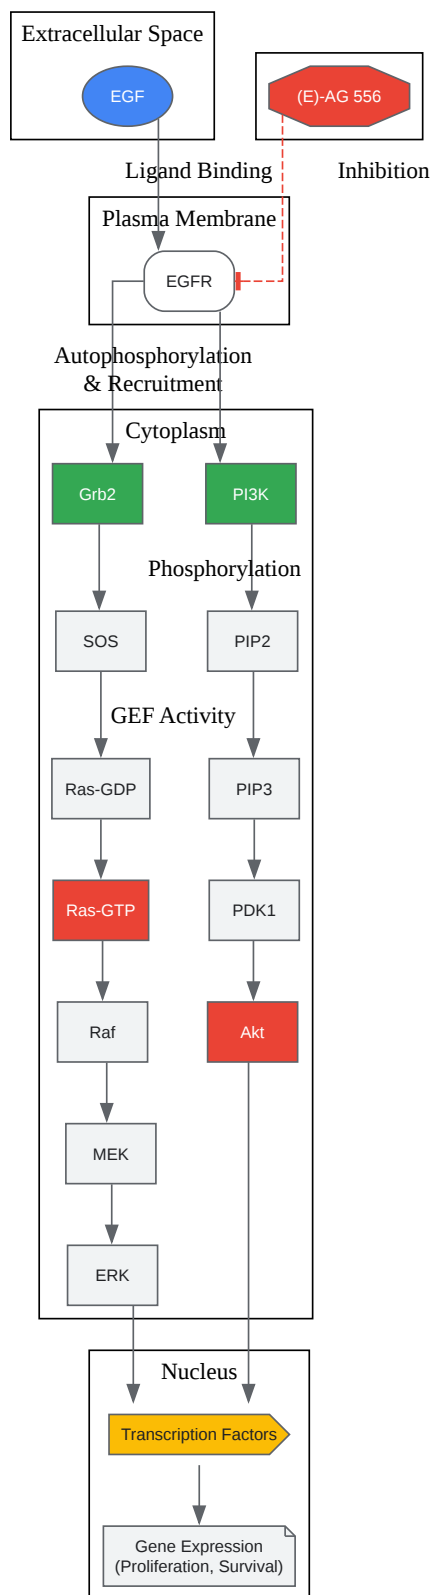 Extracellular Space
EGF
(E)-AG 556
Ligand Binding
Inhibition
Plasma Membrane
EGFR
Autophosphorylation
& Recruitment
Cytoplasm
Grb2
PI3K
Phosphorylation
SOS
PIP2
GEF Activity
Ras-GDP
PIP3
Ras-GTP
PDK1
Raf
Akt
MEK
ERK
Nucleus
Transcription Factors
Gene Expression
(Proliferation, Survival)